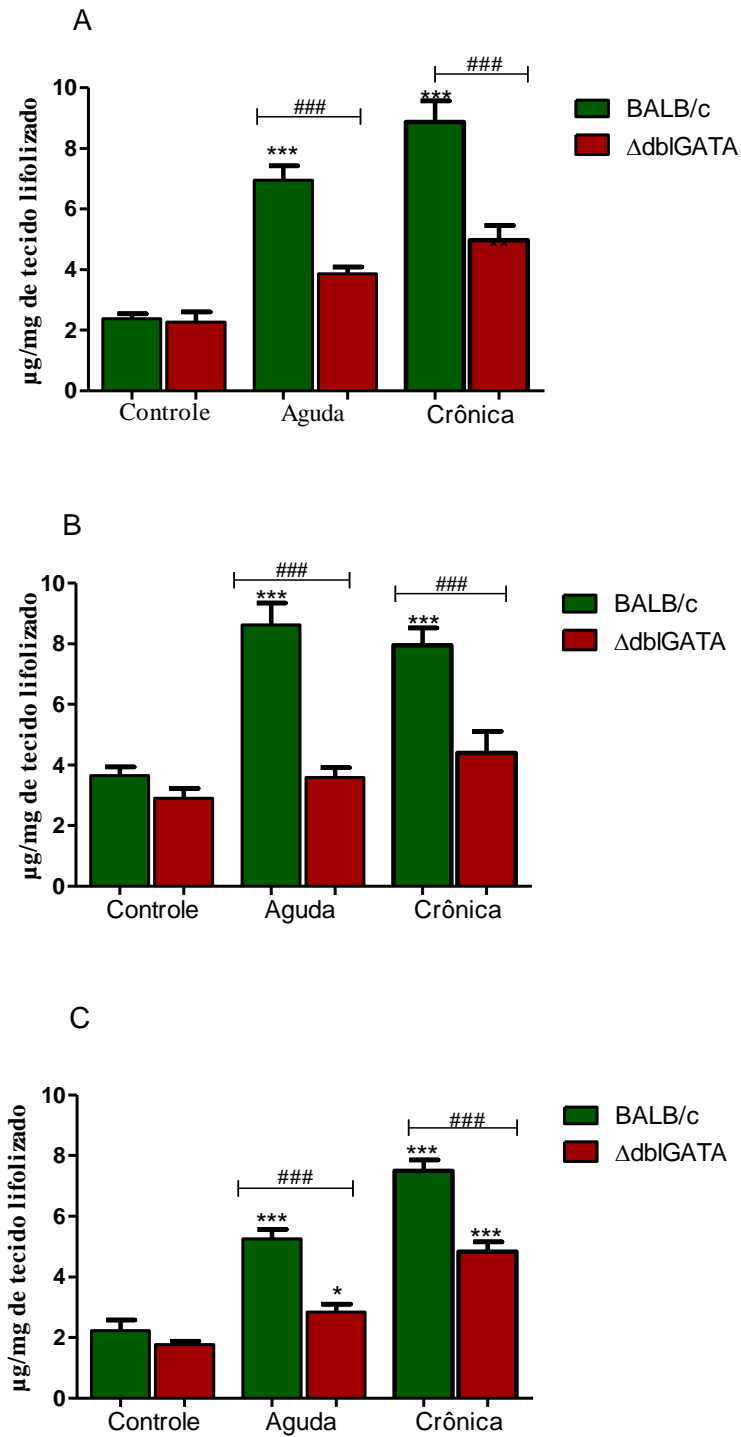 A
μg/mg de tecido lifolizado
10
8
6
4
2
0
###
***
###
***
**
Controle
Aguda
Crônica
BALB/c
ΔdblGATA
B
μg/mg de tecido lifolizado
10
8
6
4
2
0
###
***
###
***
Controle
Aguda
Crônica
BALB/c
ΔdblGATA
C
μg/mg de tecido lifolizado
10
8
6
4
2
0
###
***
*
###
***
***
Controle
Aguda
Crônica
BALB/c
ΔdblGATA